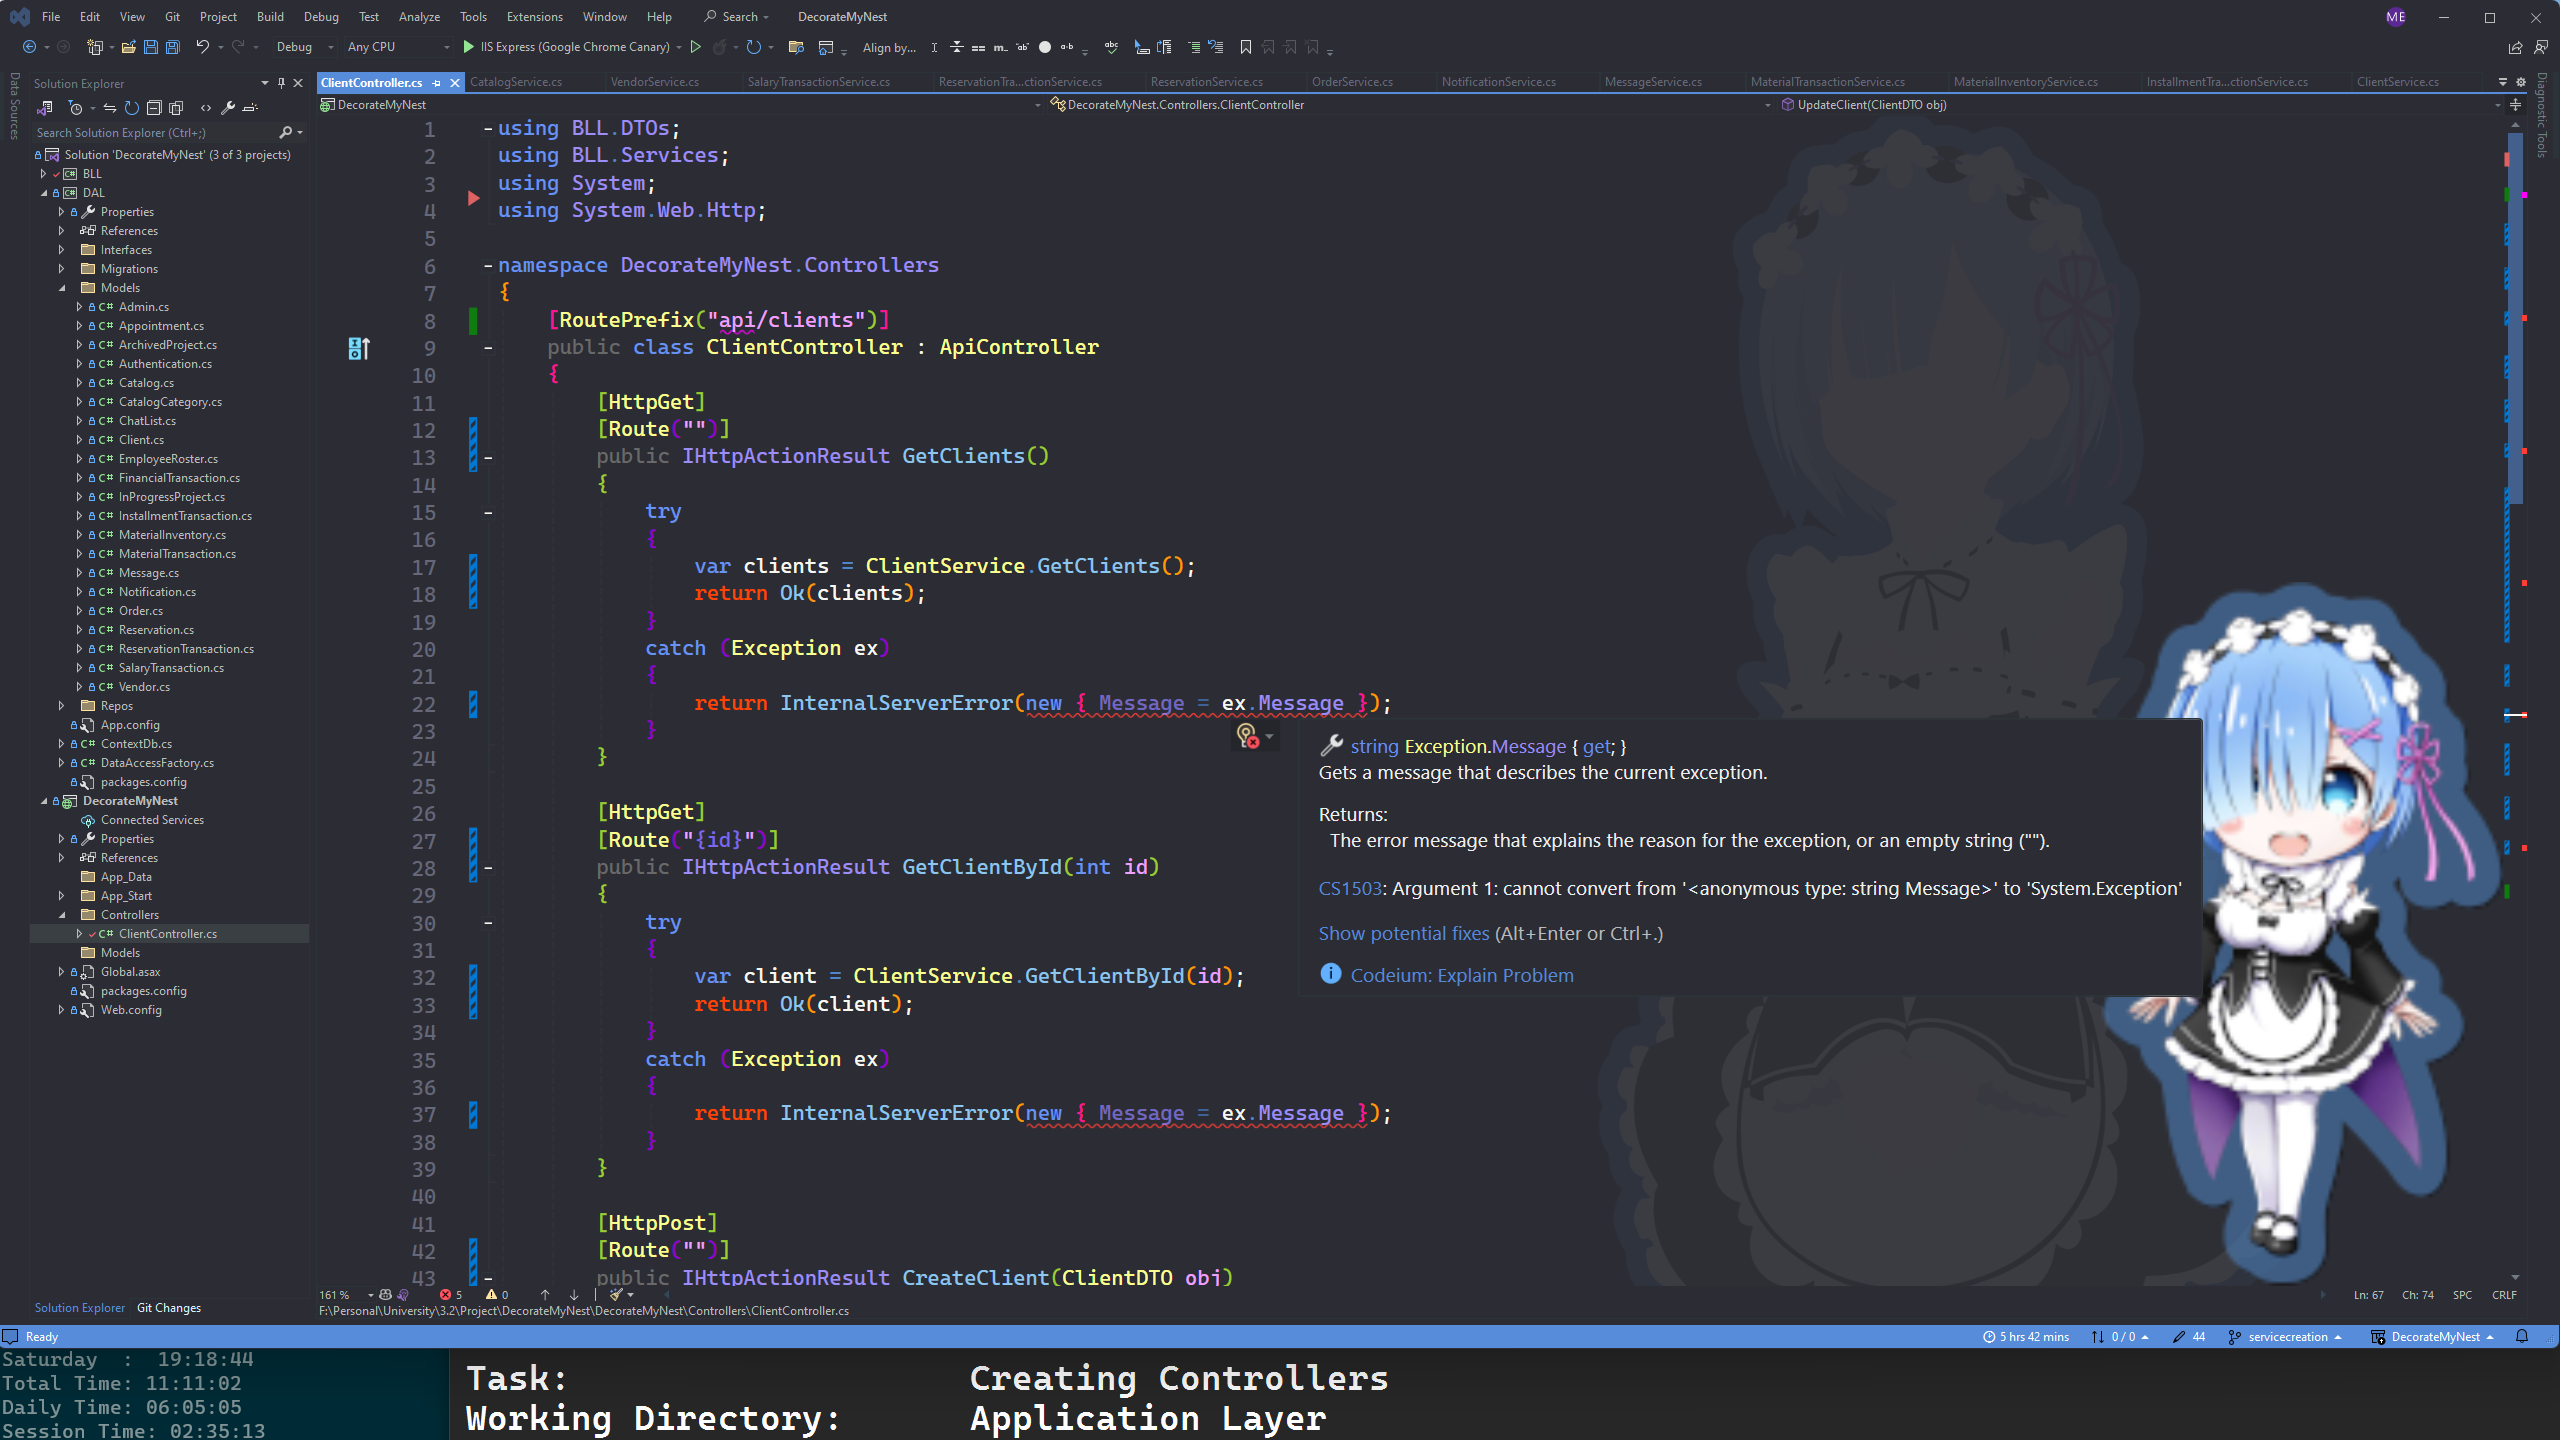 File Edit View Git Project Build Debug Test Analyze Tools Extensions Window Help Search DecorateMyNest ME
Debug Any CPU IIS Express (Google Chrome Canary) Align by...
Data Sources
Solution Explorer
Search Solution Explorer (Ctrl+;)
Solution 'DecorateMyNest' (3 of 3 projects)
BLL
DAL
Properties
References
Interfaces
Migrations
Models
C# Admin.cs
C# Appointment.cs
C# ArchivedProject.cs
C# Authentication.cs
C# Catalog.cs
C# CatalogCategory.cs
C# ChatList.cs
C# Client.cs
C# EmployeeRoster.cs
C# FinancialTransaction.cs
C# InProgressProject.cs
C# InstallmentTransaction.cs
C# MaterialInventory.cs
C# MaterialTransaction.cs
C# Message.cs
C# Notification.cs
C# Order.cs
C# Reservation.cs
C# ReservationTransaction.cs
C# SalaryTransaction.cs
C# Vendor.cs
Repos
App.config
C# ContextDb.cs
C# DataAccessFactory.cs
packages.config
DecorateMyNest
Connected Services
Properties
References
App_Data
App_Start
Controllers
C# ClientController.cs
Models
Global.asax
packages.config
Web.config
Solution Explorer Git Changes
ClientController.cs CatalogService.cs VendorService.cs SalaryTransactionService.cs ReservationTra...ctionService.cs ReservationService.cs OrderService.cs NotificationService.cs MessageService.cs MaterialTransactionService.cs MaterialInventoryService.cs InstallmentTra...ctionService.cs ClientService.cs
DecorateMyNest DecorateMyNest.Controllers.ClientController UpdateClient(ClientDTO obj)
Diagnostic Tools
1 using BLL.DTOs;
2 using BLL.Services;
3 using System;
4 using System.Web.Http;
5
6 namespace DecorateMyNest.Controllers
7 {
8 [RoutePrefix("api/clients")]
9 public class ClientController : ApiController
10 {
11 [HttpGet]
12 [Route("")]
13 public IHttpActionResult GetClients()
14 {
15 try
16 {
17 var clients = ClientService.GetClients();
18 return Ok(clients);
19 }
20 catch (Exception ex)
21 {
22 return InternalServerError(new { Message = ex.Message });
23 }
24 }
25
26 [HttpGet]
27 [Route("{id}")]
28 public IHttpActionResult GetClientById(int id)
29 {
30 try
31 {
32 var client = ClientService.GetClientById(id);
33 return Ok(client);
34 }
35 catch (Exception ex)
36 {
37 return InternalServerError(new { Message = ex.Message });
38 }
39 }
40
41 [HttpPost]
42 [Route("")]
43 public IHttpActionResult CreateClient(ClientDTO obj)
string Exception.Message { get; }
Gets a message that describes the current exception.
Returns:
The error message that explains the reason for the exception, or an empty string ("").
CS1503: Argument 1: cannot convert from '<anonymous type: string Message>' to 'System.Exception'
Show potential fixes (Alt+Enter or Ctrl+.)
Codeium: Explain Problem
161 % 5 0 Ln: 67 Ch: 74 SPC CRLF
F:\Personal\University\3.2\Project\DecorateMyNest\DecorateMyNest\Controllers\ClientController.cs
Ready 5 hrs 42 mins 0 / 0 44 servicecreation DecorateMyNest
Saturday : 19:18:44
Total Time: 11:11:02
Daily Time: 06:05:05
Session Time: 02:35:13
Task: Creating Controllers
Working Directory: Application Layer